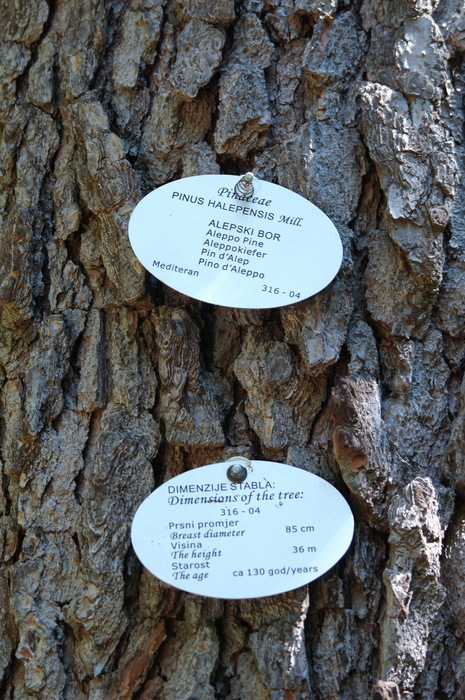 Pinaceae
PINUS HALEPENSIS Mill.
ALEPSKI BOR
Aleppo Pine
Aleppokiefer
Pin d'Alep
Pino d'Aleppo
Mediteran
316 - 04
DIMENZIJE STABLA:
Dimensions of the tree:
316 - 04
Prsni promjer
Breast diameter 85 cm
Visina
The height 36 m
Starost
The age ca 130 god/years